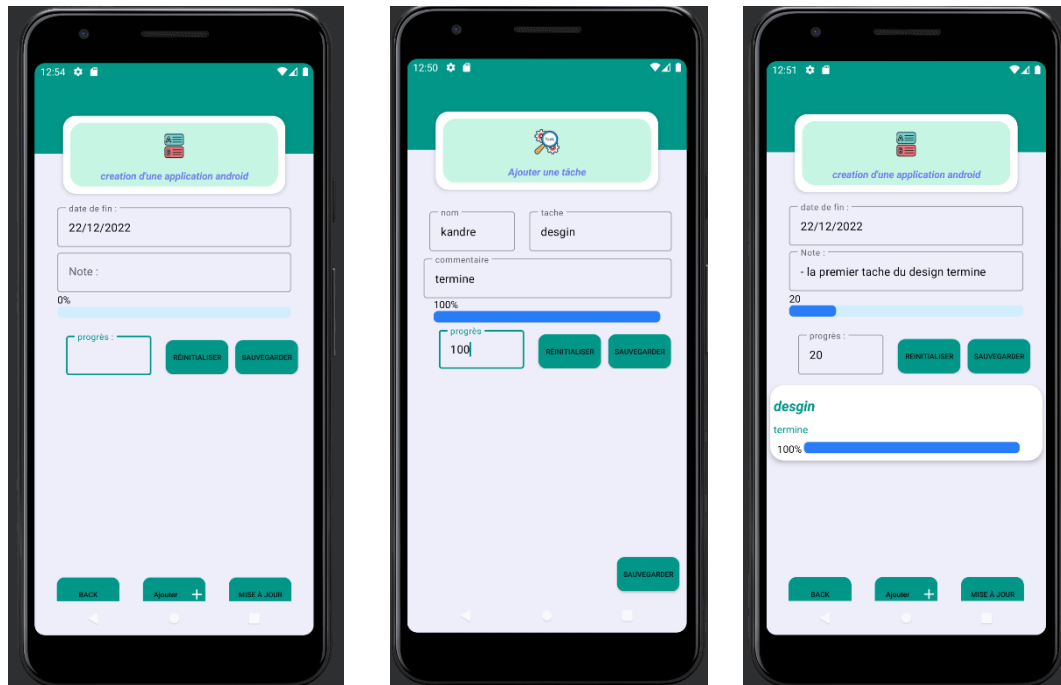 12:54
creation d'une application android
date de fin :
22/12/2022
Note :
0%
progrès :
RÉINITIALISER SAUVEGARDER
BACK Ajouter + MISE À JOUR
12:50
Ajouter une tâche
nom tache
kandre desgin
commentaire
termine
100%
progrès
100 RÉINITIALISER SAUVEGARDER
SAUVEGARDER
12:51
creation d'une application android
date de fin :
22/12/2022
Note :
- la premier tache du design termine
20
progrès :
20 RÉINITIALISER SAUVEGARDER
desgin
termine
100%
BACK Ajouter + MISE À JOUR